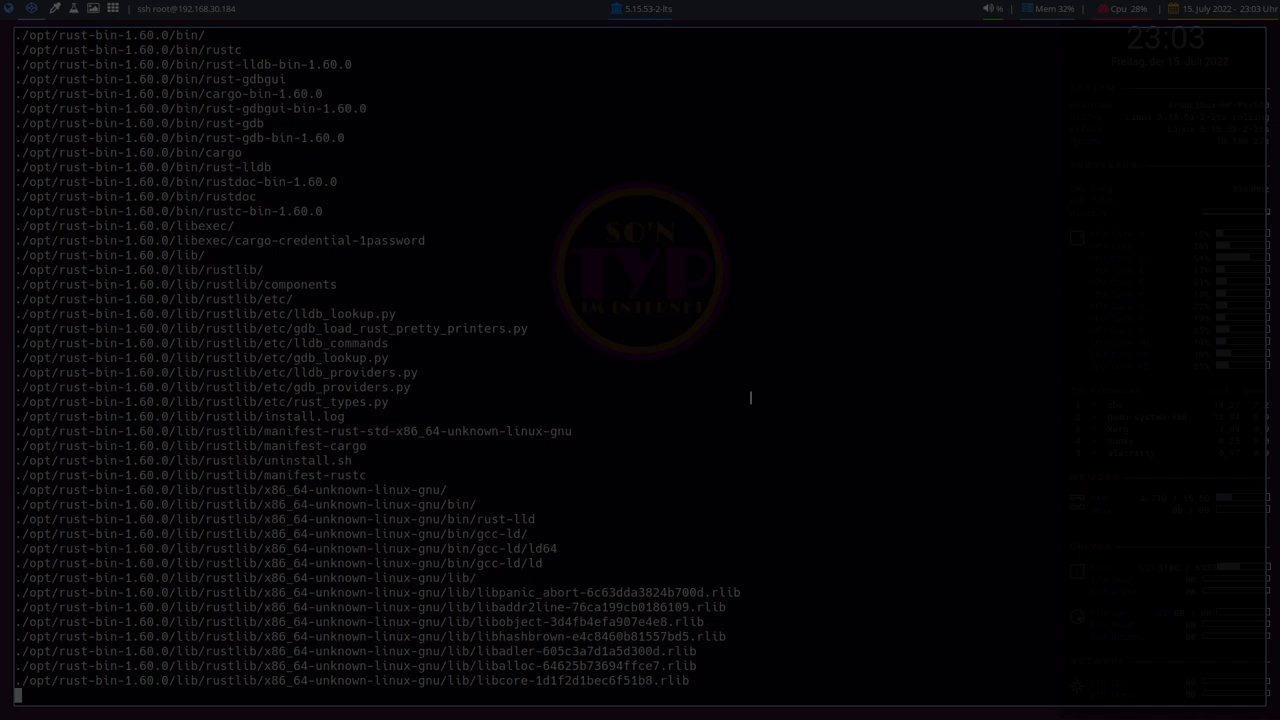 ssh root@192.168.30.184
5.15.53-2-lts
%
Mem 32%
Cpu 28%
15. July 2022 - 23:03 Uhr
./opt/rust-bin-1.60.0/bin/
./opt/rust-bin-1.60.0/bin/rustc
./opt/rust-bin-1.60.0/bin/rust-lldb-bin-1.60.0
./opt/rust-bin-1.60.0/bin/rust-gdbgui
./opt/rust-bin-1.60.0/bin/cargo-bin-1.60.0
./opt/rust-bin-1.60.0/bin/rust-gdbgui-bin-1.60.0
./opt/rust-bin-1.60.0/bin/rust-gdb
./opt/rust-bin-1.60.0/bin/rust-gdb-bin-1.60.0
./opt/rust-bin-1.60.0/bin/cargo
./opt/rust-bin-1.60.0/bin/rust-lldb
./opt/rust-bin-1.60.0/bin/rustdoc-bin-1.60.0
./opt/rust-bin-1.60.0/bin/rustdoc
./opt/rust-bin-1.60.0/bin/rustc-bin-1.60.0
./opt/rust-bin-1.60.0/libexec/
./opt/rust-bin-1.60.0/libexec/cargo-credential-1password
./opt/rust-bin-1.60.0/lib/
./opt/rust-bin-1.60.0/lib/rustlib/
./opt/rust-bin-1.60.0/lib/rustlib/components
./opt/rust-bin-1.60.0/lib/rustlib/etc/
./opt/rust-bin-1.60.0/lib/rustlib/etc/lldb_lookup.py
./opt/rust-bin-1.60.0/lib/rustlib/etc/gdb_load_rust_pretty_printers.py
./opt/rust-bin-1.60.0/lib/rustlib/etc/lldb_commands
./opt/rust-bin-1.60.0/lib/rustlib/etc/gdb_lookup.py
./opt/rust-bin-1.60.0/lib/rustlib/etc/lldb_providers.py
./opt/rust-bin-1.60.0/lib/rustlib/etc/gdb_providers.py
./opt/rust-bin-1.60.0/lib/rustlib/etc/rust_types.py
./opt/rust-bin-1.60.0/lib/rustlib/install.log
./opt/rust-bin-1.60.0/lib/rustlib/manifest-rust-std-x86_64-unknown-linux-gnu
./opt/rust-bin-1.60.0/lib/rustlib/manifest-cargo
./opt/rust-bin-1.60.0/lib/rustlib/uninstall.sh
./opt/rust-bin-1.60.0/lib/rustlib/manifest-rustc
./opt/rust-bin-1.60.0/lib/rustlib/x86_64-unknown-linux-gnu/
./opt/rust-bin-1.60.0/lib/rustlib/x86_64-unknown-linux-gnu/bin/
./opt/rust-bin-1.60.0/lib/rustlib/x86_64-unknown-linux-gnu/bin/rust-lld
./opt/rust-bin-1.60.0/lib/rustlib/x86_64-unknown-linux-gnu/bin/gcc-ld/
./opt/rust-bin-1.60.0/lib/rustlib/x86_64-unknown-linux-gnu/bin/gcc-ld/ld64
./opt/rust-bin-1.60.0/lib/rustlib/x86_64-unknown-linux-gnu/bin/gcc-ld/ld
./opt/rust-bin-1.60.0/lib/rustlib/x86_64-unknown-linux-gnu/lib/
./opt/rust-bin-1.60.0/lib/rustlib/x86_64-unknown-linux-gnu/lib/libpanic_abort-6c63dda3824b700d.rlib
./opt/rust-bin-1.60.0/lib/rustlib/x86_64-unknown-linux-gnu/lib/libaddr2line-76ca199cb0186109.rlib
./opt/rust-bin-1.60.0/lib/rustlib/x86_64-unknown-linux-gnu/lib/libobject-3d4fb4efa907e4e8.rlib
./opt/rust-bin-1.60.0/lib/rustlib/x86_64-unknown-linux-gnu/lib/libhashbrown-e4c8460b81557bd5.rlib
./opt/rust-bin-1.60.0/lib/rustlib/x86_64-unknown-linux-gnu/lib/libadler-605c3a7d1a5d300d.rlib
./opt/rust-bin-1.60.0/lib/rustlib/x86_64-unknown-linux-gnu/lib/liballoc-64625b73694ffce7.rlib
./opt/rust-bin-1.60.0/lib/rustlib/x86_64-unknown-linux-gnu/lib/libcore-1d1f2d1bec6f51b8.rlib
SO'N
TYP
IM INTERNET
23:03
Freitag, der 15. Juli 2022